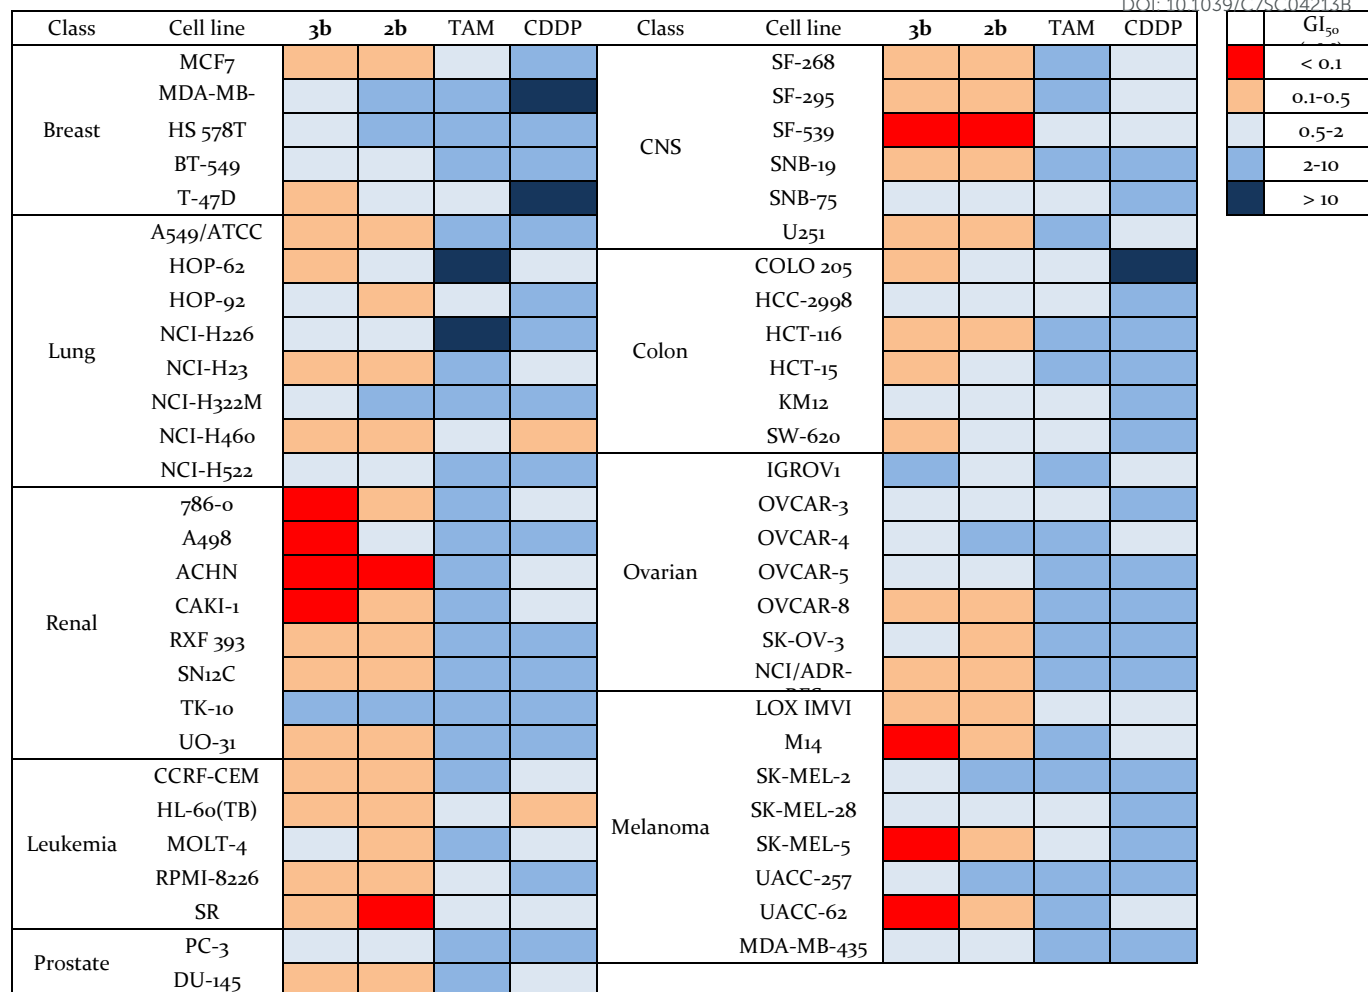 DOI: 10.1039/C7SC04213B
Class Cell line 3b 2b TAM CDDP Class Cell line 3b 2b TAM CDDP GI50
Breast
MCF7
MDA-MB-
HS 578T
BT-549
T-47D
Lung
A549/ATCC
HOP-62
HOP-92
NCI-H226
NCI-H23
NCI-H322M
NCI-H460
NCI-H522
Renal
786-0
A498
ACHN
CAKI-1
RXF 393
SN12C
TK-10
UO-31
Leukemia
CCRF-CEM
HL-60(TB)
MOLT-4
RPMI-8226
SR
Prostate
PC-3
DU-145
CNS
SF-268
SF-295
SF-539
SNB-19
SNB-75
U251
Colon
COLO 205
HCC-2998
HCT-116
HCT-15
KM12
SW-620
Ovarian
IGROV1
OVCAR-3
OVCAR-4
OVCAR-5
OVCAR-8
SK-OV-3
NCI/ADR-
Melanoma
LOX IMVI
M14
SK-MEL-2
SK-MEL-28
SK-MEL-5
UACC-257
UACC-62
MDA-MB-435
< 0.1
0.1-0.5
0.5-2
2-10
> 10